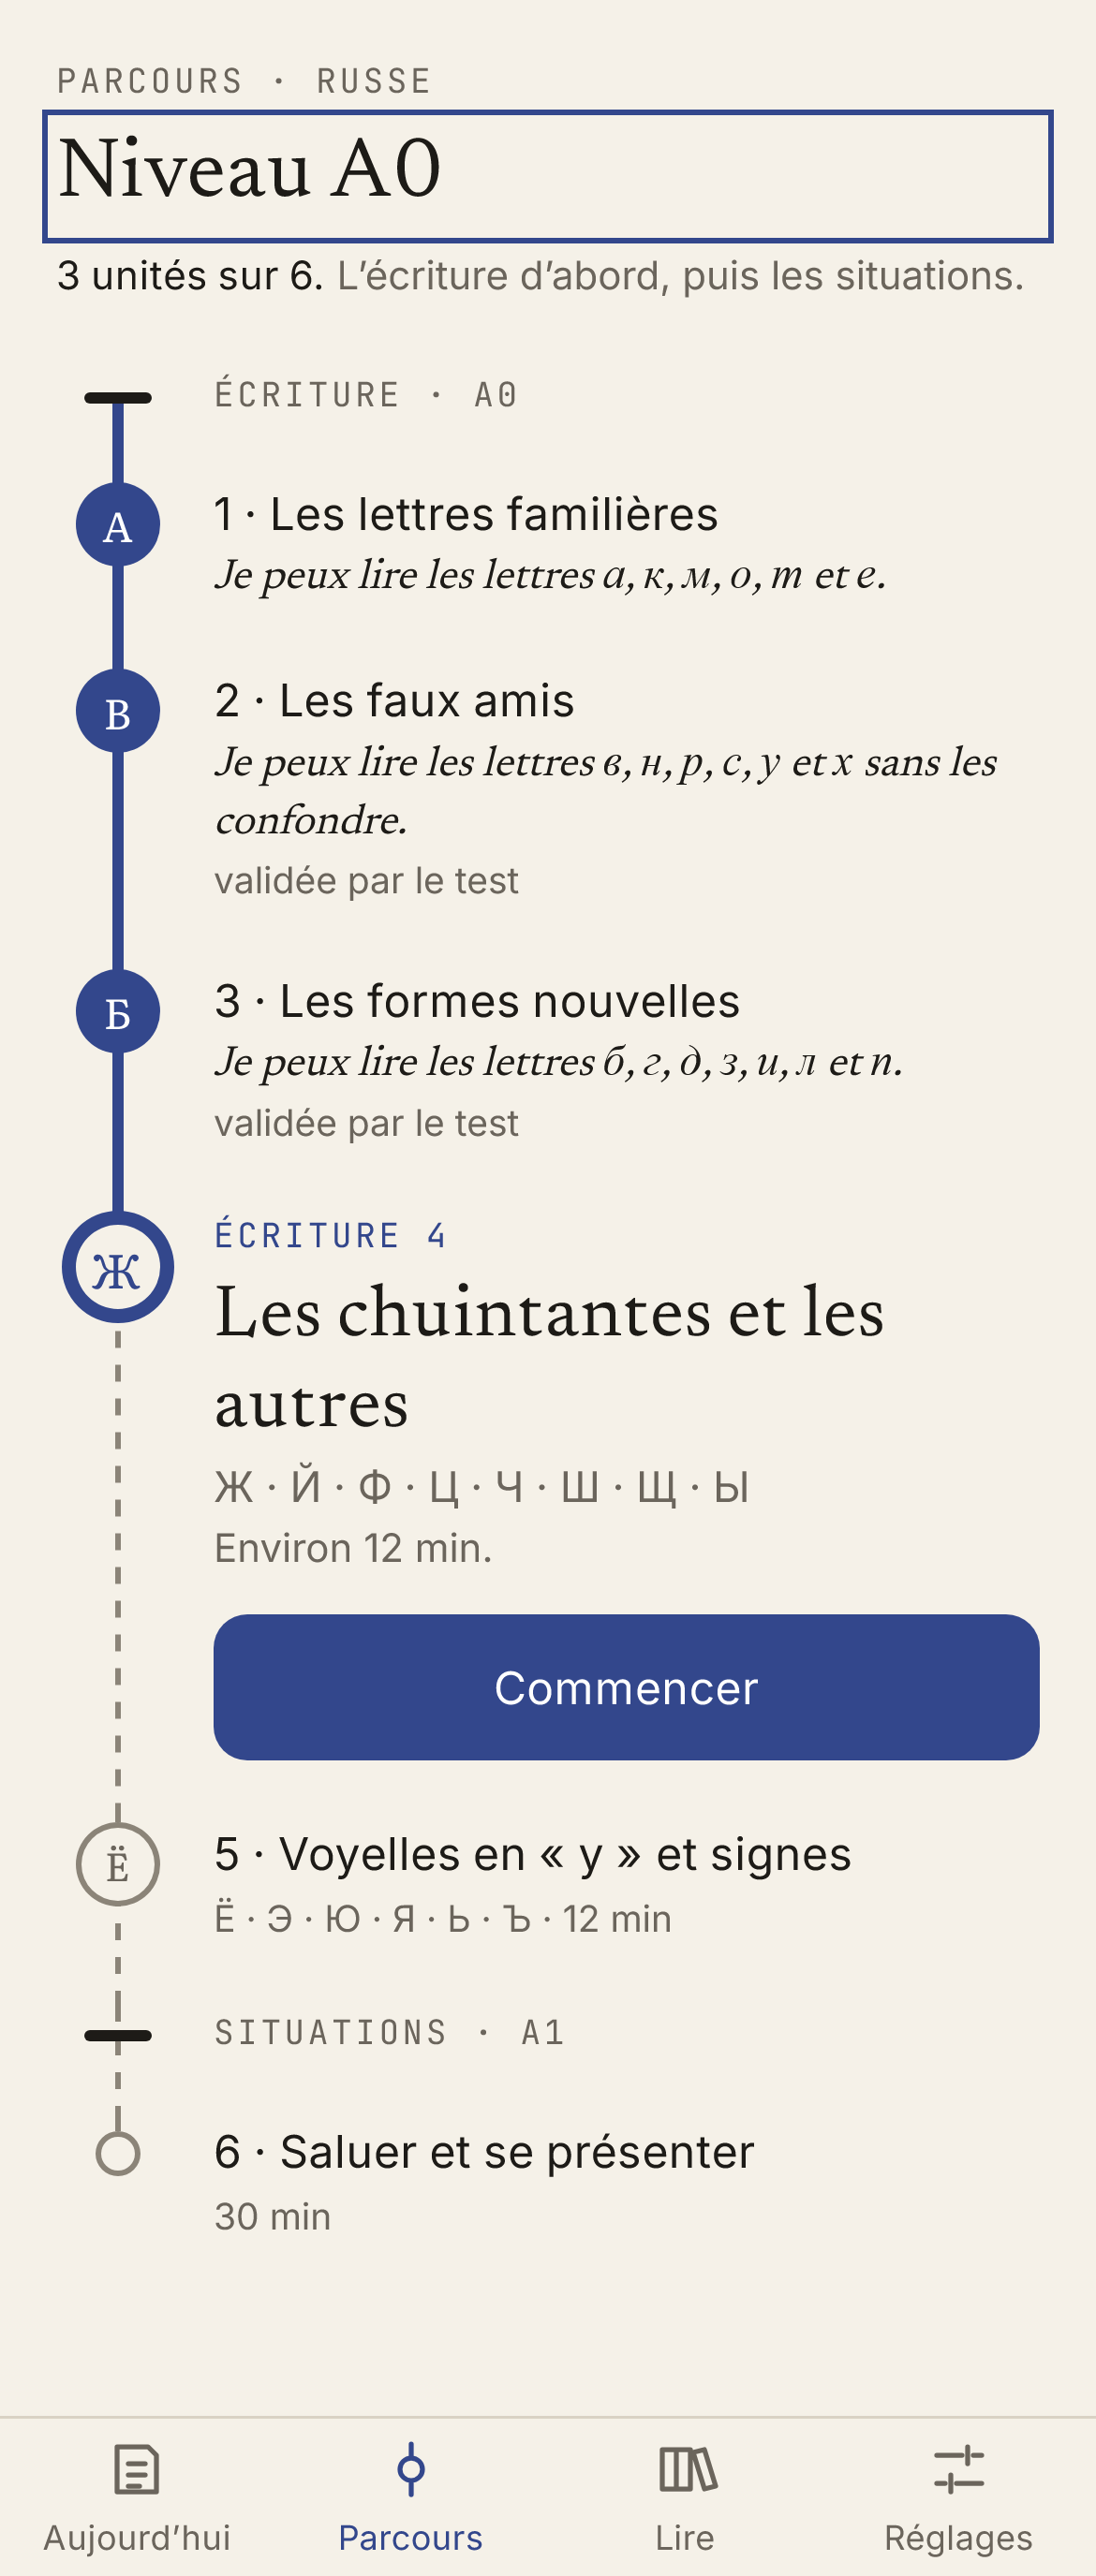 PARCOURS · RUSSE
Niveau A0
3 unités sur 6. L’écriture d’abord, puis les situations.
ÉCRITURE · A0
А
1 · Les lettres familières
Je peux lire les lettres а, к, м, о, т et е.
В
2 · Les faux amis
Je peux lire les lettres в, н, р, с, у et х sans les
confondre.
validée par le test
Б
3 · Les formes nouvelles
Je peux lire les lettres б, г, д, з, и, л et п.
validée par le test
Ж
ÉCRITURE 4
Les chuintantes et les
autres
Ж · Й · Ф · Ц · Ч · Ш · Щ · Ы
Environ 12 min.
Commencer
Ё
5 · Voyelles en « y » et signes
Ё · Э · Ю · Я · Ь · Ъ · 12 min
SITUATIONS · A1
6 · Saluer et se présenter
30 min
Aujourd’hui
Parcours
Lire
Réglages